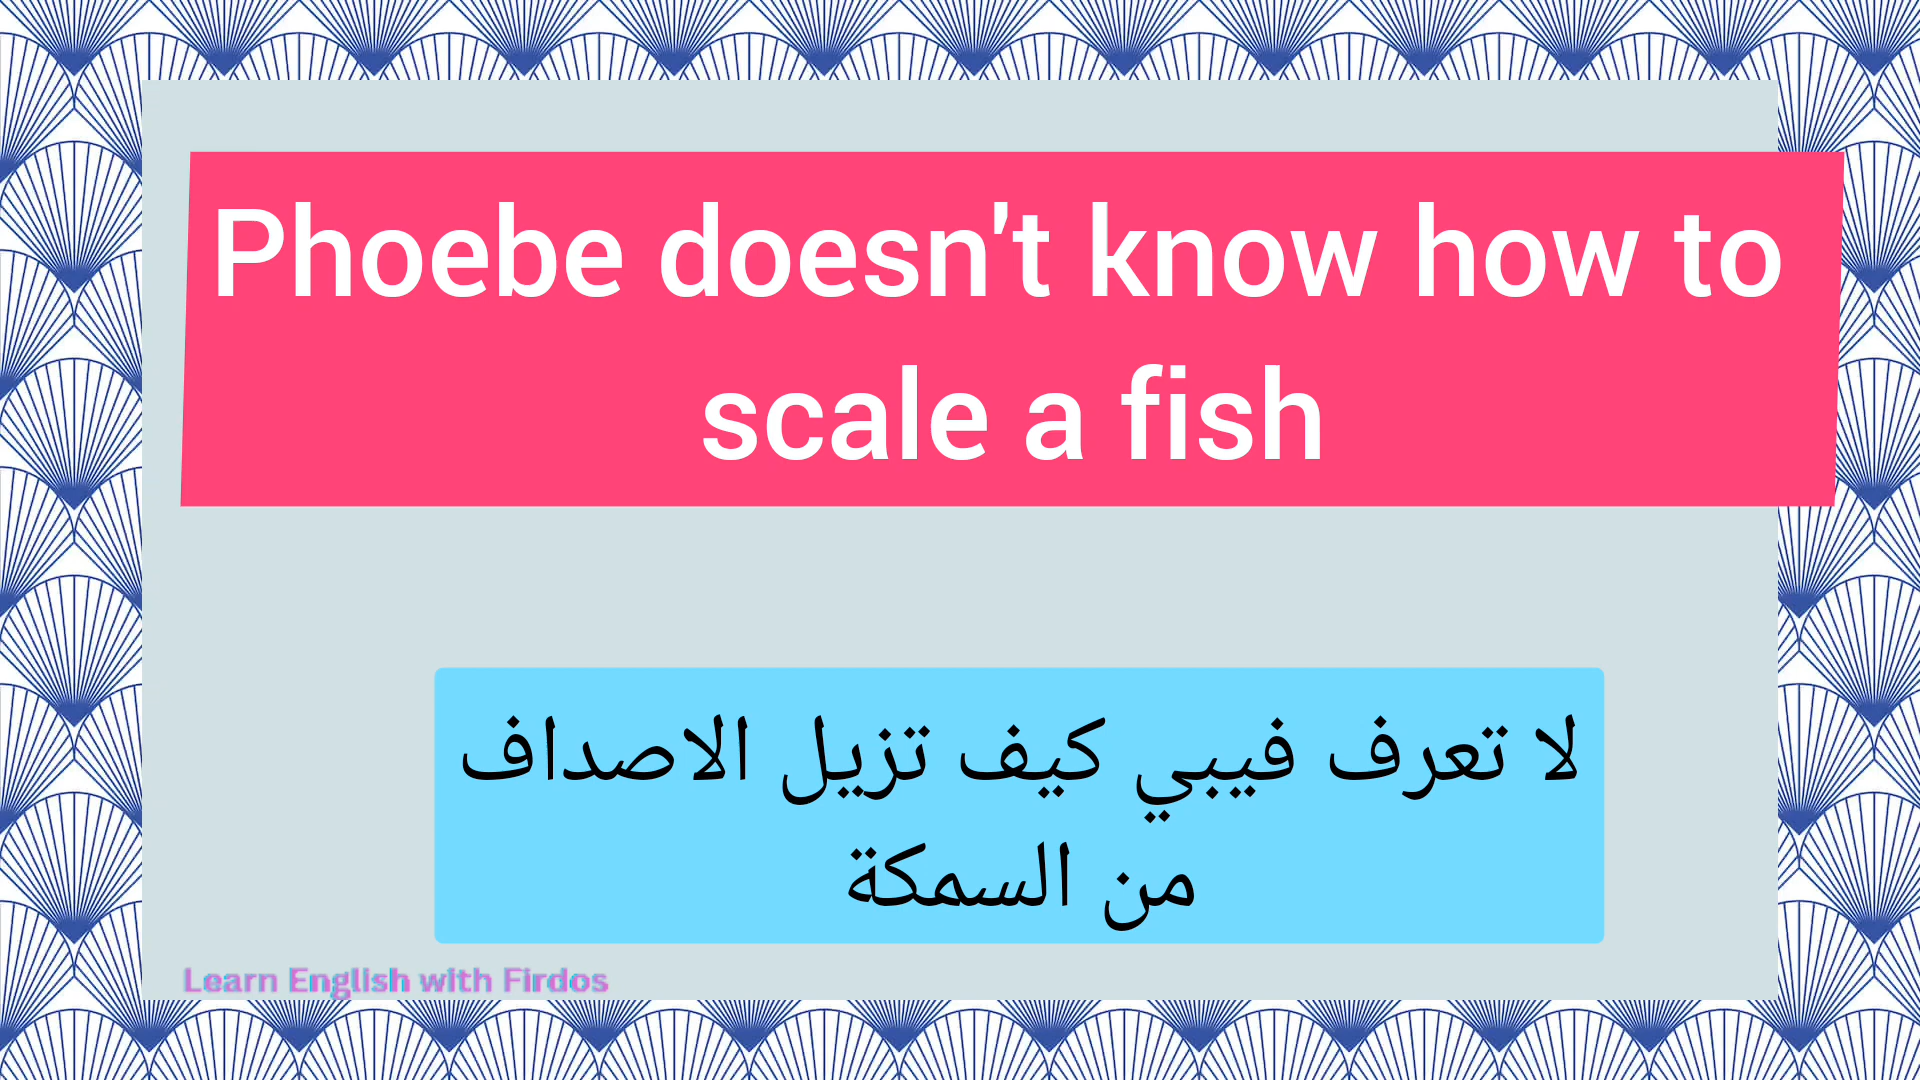 Phoebe doesn't know how to
scale a fish
لا تعرف فيبي كيف تزيل الاصداف
من السمكة
Learn English with Firdos